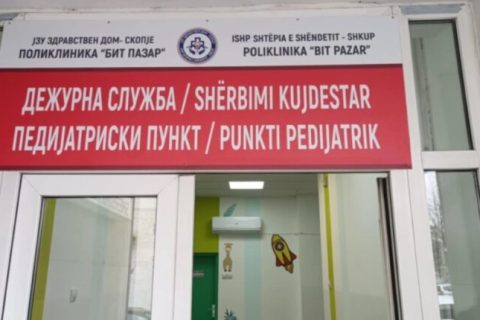 ЈЗУ ЗДРАВСТВЕН ДОМ- СКОПЈЕ
ПОЛИКЛИНИКА "БИТ ПАЗАР"
ISHP SHTËPIA E SHËNDETIT - SHKUP
POLIKLINIKA "BIT PAZAR"
ДЕЖУРНА СЛУЖБА / SHËRBIMI KUJDESTAR
ПЕДИЈАТРИСКИ ПУНКТ / PUNKTI PEDIJATRIK